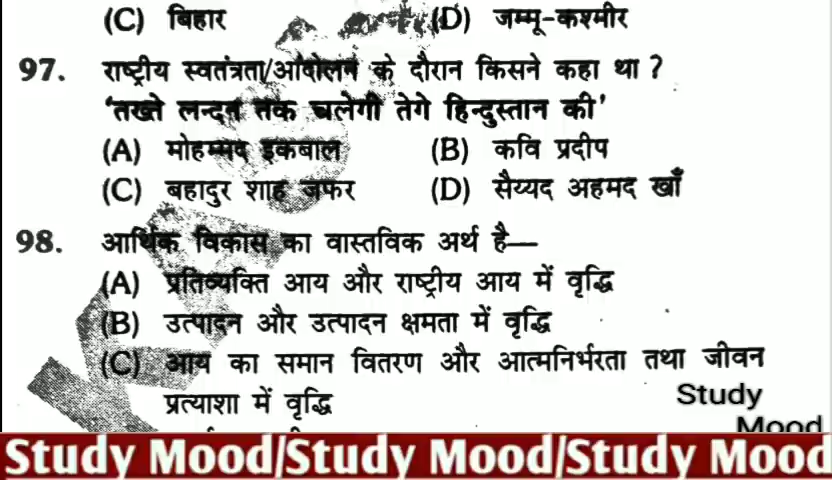 (C) बिहार (D) जम्मू-कश्मीर
97. राष्ट्रीय स्वतंत्रता/आंदोलन के दौरान किसने कहा था ?
'तख्ते लन्दन तक चलेगी तेगे हिन्दुस्तान की'
(A) मोहम्मद इकबाल (B) कवि प्रदीप
(C) बहादुर शाह जफर (D) सैय्यद अहमद खाँ
98. आर्थिक विकास का वास्तविक अर्थ है—
(A) प्रतिव्यक्ति आय और राष्ट्रीय आय में वृद्धि
(B) उत्पादन और उत्पादन क्षमता में वृद्धि
(C) आय का समान वितरण और आत्मनिर्भरता तथा जीवन
प्रत्याशा में वृद्धि
Study
Mood
Study Mood/Study Mood/Study Mood